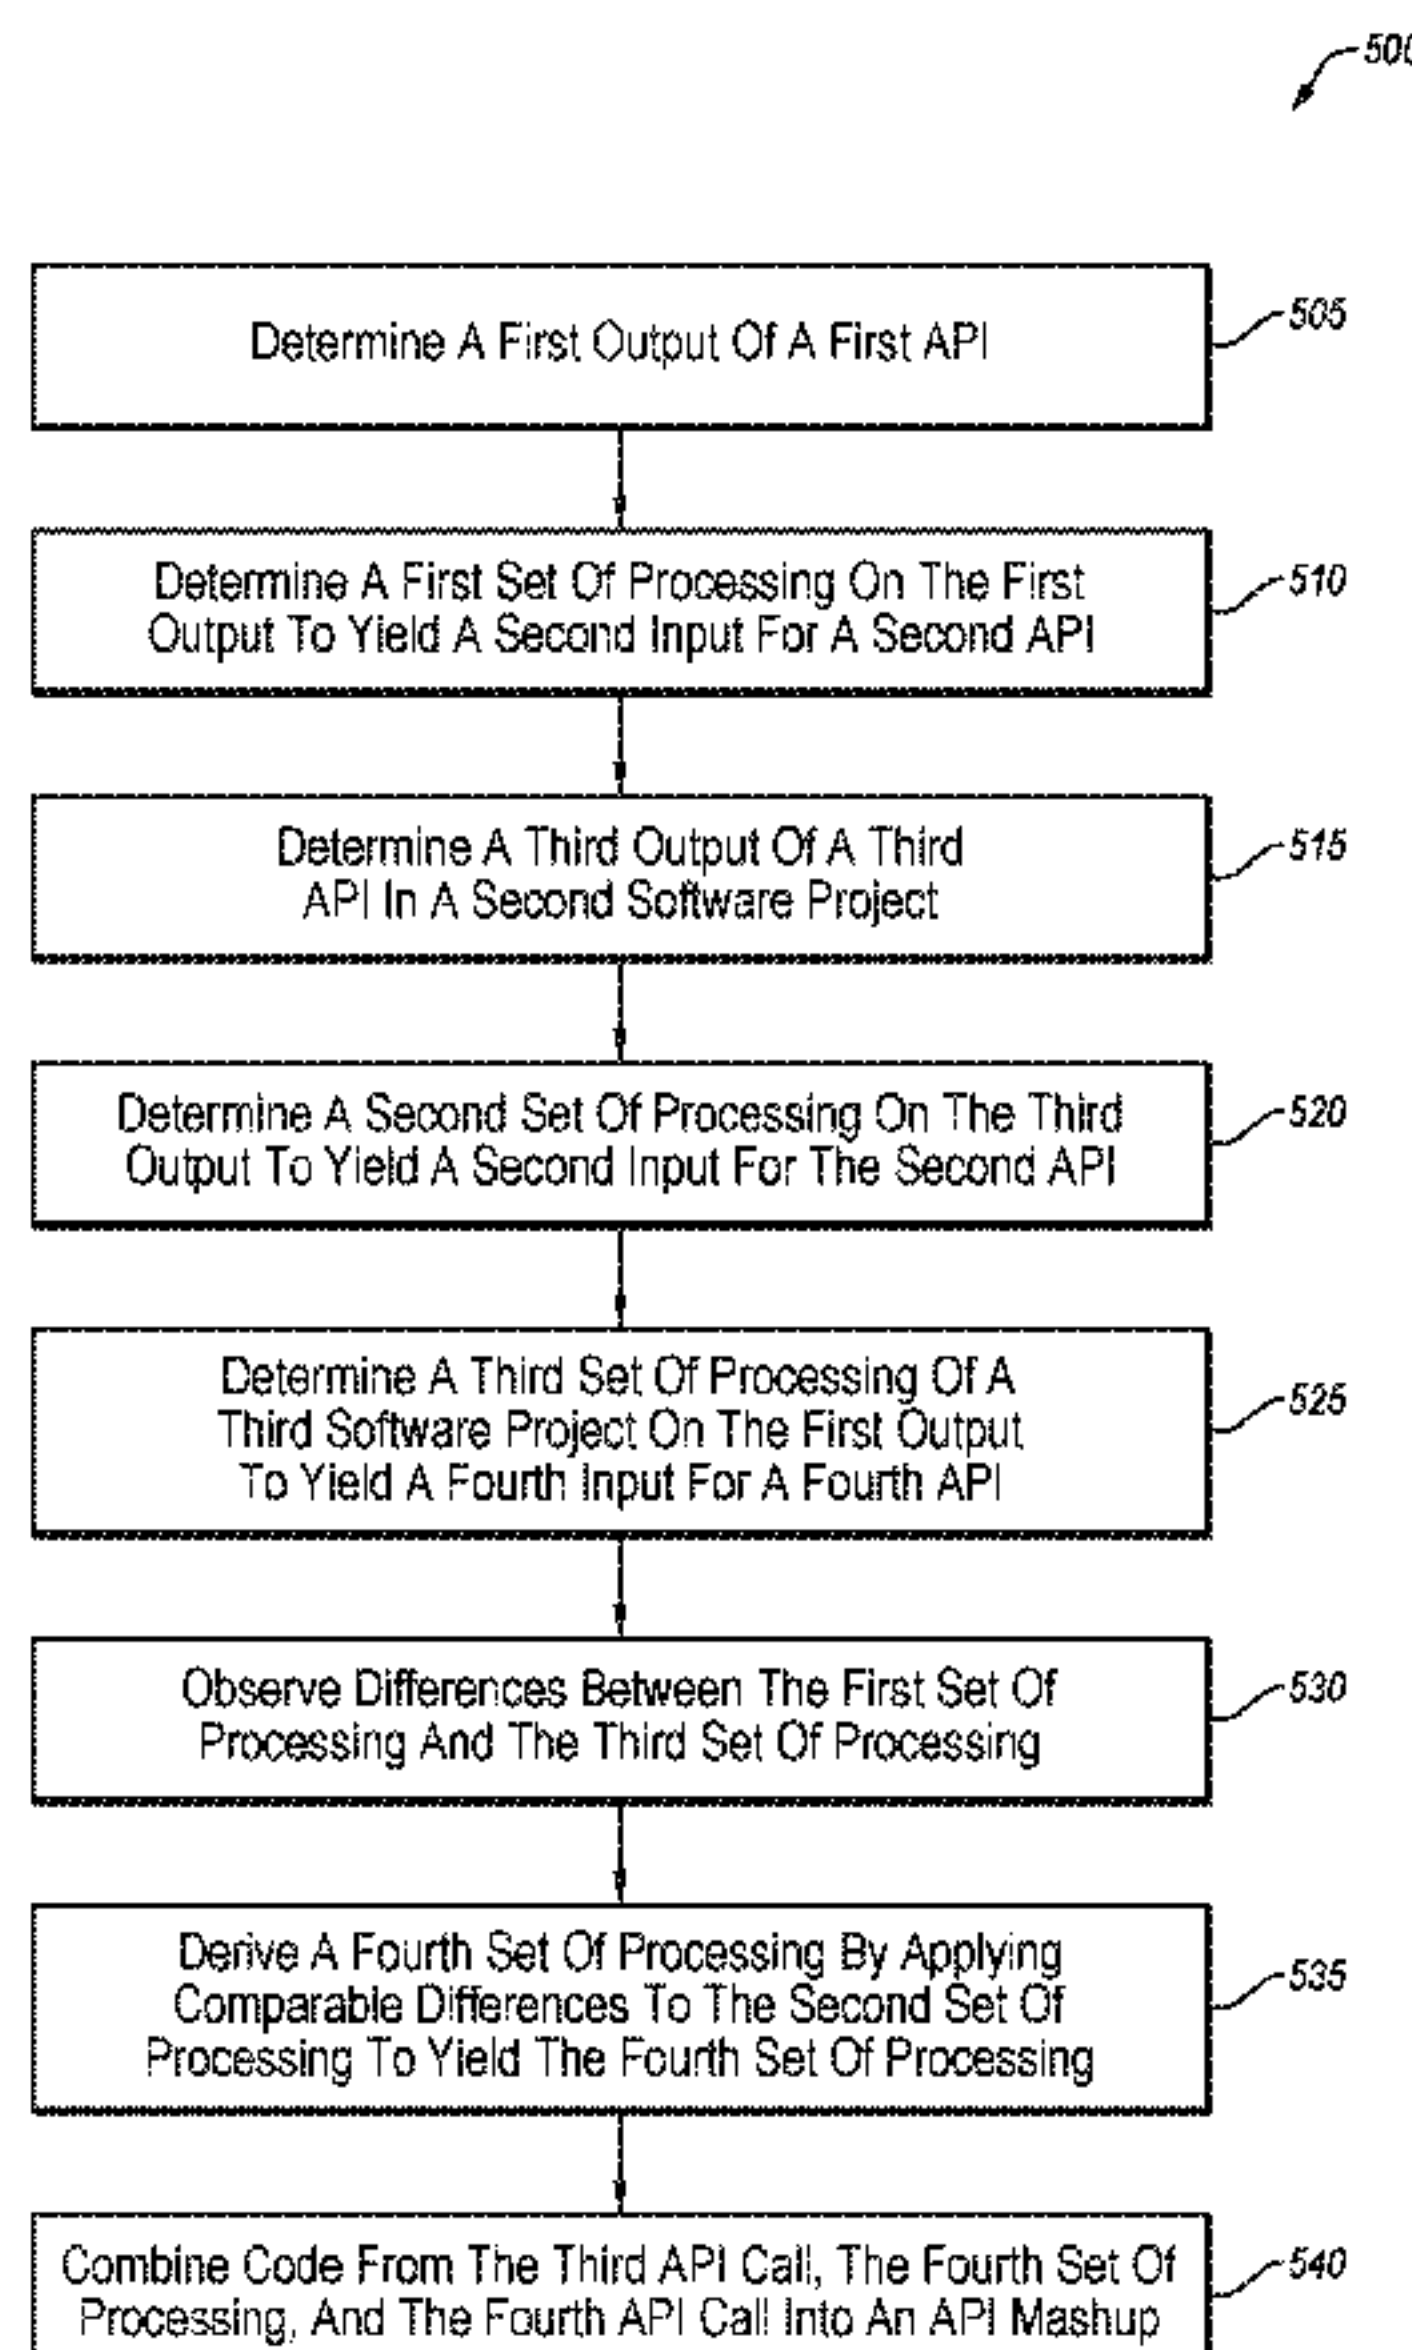 500
Determine A First Output Of A First API
505
Determine A First Set Of Processing On The First
Output To Yield A Second Input For A Second API
510
Determine A Third Output Of A Third
API In A Second Software Project
515
Determine A Second Set Of Processing On The Third
Output To Yield A Second Input For The Second API
520
Determine A Third Set Of Processing Of A
Third Software Project On The First Output
To Yield A Fourth Input For A Fourth API
525
Observe Differences Between The First Set Of
Processing And The Third Set Of Processing
530
Derive A Fourth Set Of Processing By Applying
Comparable Differences To The Second Set Of
Processing To Yield The Fourth Set Of Processing
535
Combine Code From The Third API Call, The Fourth Set Of
Processing, And The Fourth API Call Into An API Mashup
540